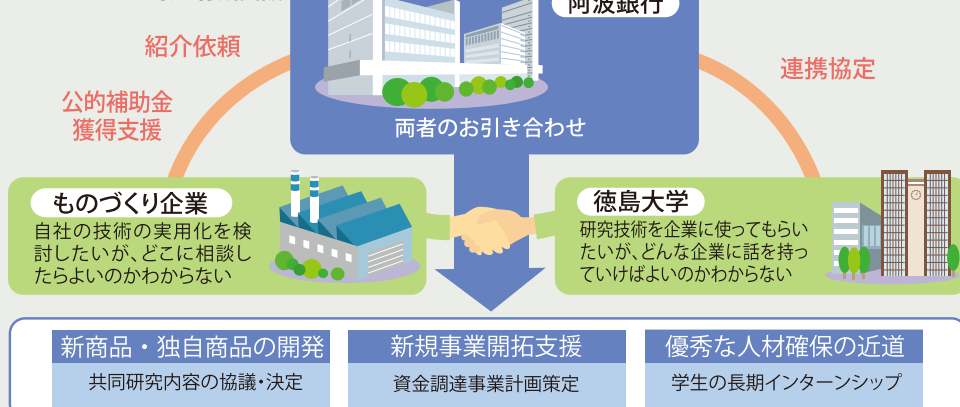 阿波銀行
紹介依頼
連携協定
公的補助金
獲得支援
両者のお引き合わせ
ものづくり企業
自社の技術の実用化を検
討したいが、どこに相談し
たらよいのかわからない
徳島大学
研究技術を企業に使ってもらい
たいが、どんな企業に話を持っ
ていけばよいのかわからない
新商品・独自商品の開発
共同研究内容の協議・決定
新規事業開拓支援
資金調達事業計画策定
優秀な人材確保の近道
学生の長期インターンシップ